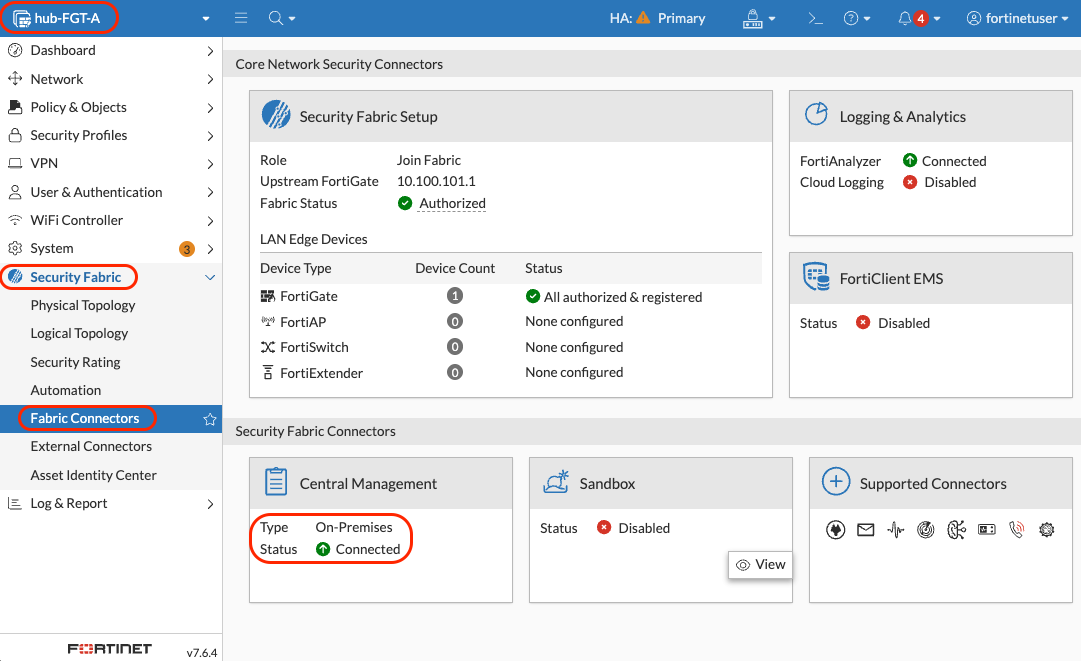 hub-FGT-A
HA: Primary
4
fortinetuser
Dashboard
Network
Policy & Objects
Security Profiles
VPN
User & Authentication
WiFi Controller
System 3
Security Fabric
Physical Topology
Logical Topology
Security Rating
Automation
Fabric Connectors
External Connectors
Asset Identity Center
Log & Report
FORTINET v7.6.4
Core Network Security Connectors
Security Fabric Setup
Role Join Fabric
Upstream FortiGate 10.100.101.1
Fabric Status Authorized
LAN Edge Devices
Device Type Device Count Status
FortiGate 1 All authorized & registered
FortiAP 0 None configured
FortiSwitch 0 None configured
FortiExtender 0 None configured
Logging & Analytics
FortiAnalyzer Connected
Cloud Logging Disabled
FortiClient EMS
Status Disabled
Security Fabric Connectors
Central Management
Type On-Premises
Status Connected
Sandbox
Status Disabled
View
Supported Connectors